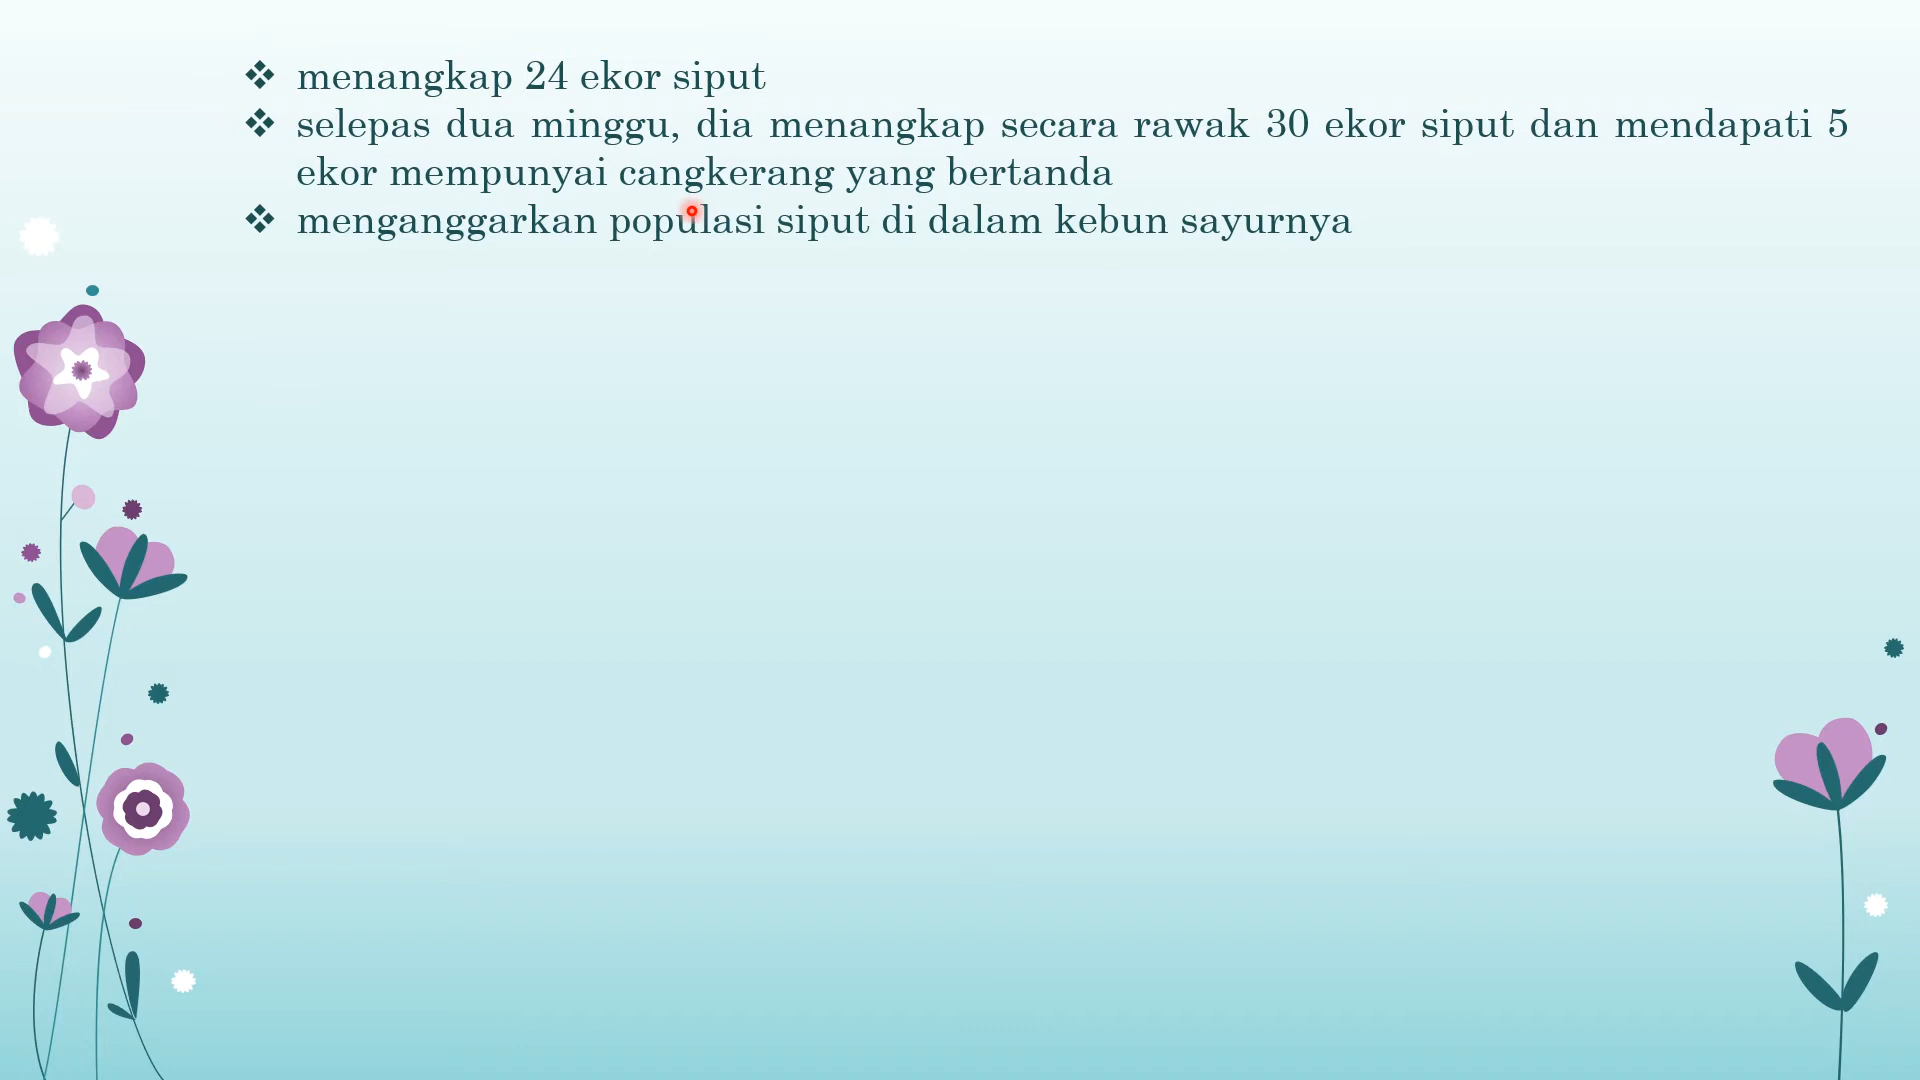 ❖ menangkap 24 ekor siput
❖ selepas dua minggu, dia menangkap secara rawak 30 ekor siput dan mendapati 5
ekor mempunyai cangkerang yang bertanda
❖ menganggarkan populasi siput di dalam kebun sayurnya